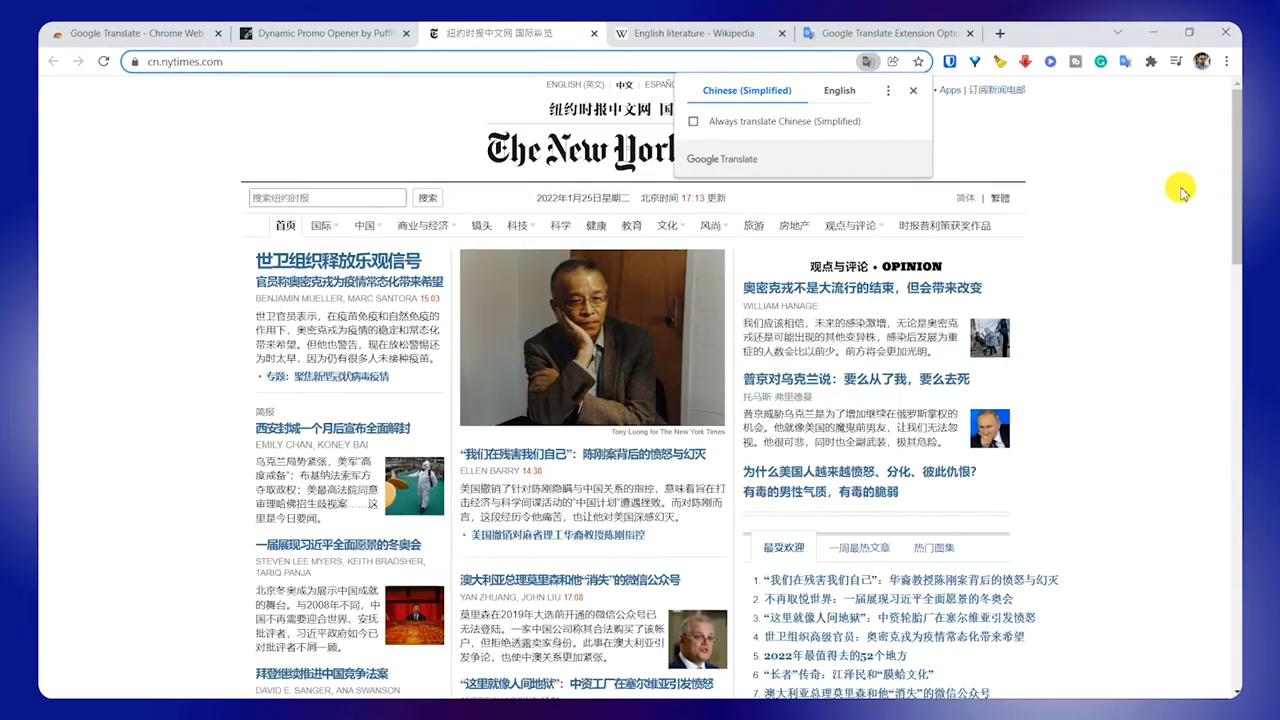 Google Translate - Chrome Web
Dynamic Promo Opener by PuffR
纽约时报中文网 国际纵览
English literature - Wikipedia
Google Translate Extension Optio
cn.nytimes.com
Chinese (Simplified) English
Always translate Chinese (Simplified)
Google Translate
ENGLISH (英文) 中文 ESPAÑ
Apps | 订阅新闻电邮
纽约时报中文网 国
The New York
搜索纽约时报 搜索 2022年1月25日星期二 北京时间 17:13 更新 简体 | 繁體
首页 国际 中国 商业与经济 镜头 科技 科学 健康 教育 文化 风尚 旅游 房地产 观点与评论 时报普利策获奖作品
世卫组织释放乐观信号
官员称奥密克戎为疫情常态化带来希望
BENJAMIN MUELLER, MARC SANTORA 15:03
世卫官员表示，在疫苗免疫和自然免疫的
作用下，奥密克戎为疫情的稳定和常态化
带来希望。但他也警告，现在放松警惕还
为时太早，因为仍有很多人未接种疫苗。
• 专题：聚焦新型冠状病毒疫情
简报
西安封城一个月后宣布全面解封
EMILY CHAN, KONEY BAI
乌克兰局势紧张，美军“高
度戒备”；布基纳法索军方
夺取政权；美最高法院同意
审理哈佛招生歧视案……这
里是今日要闻。
一届展现习近平全面愿景的冬奥会
STEVEN LEE MYERS, KEITH BRADSHER,
TARIQ PANJA
北京冬奥成为展示中国成就
的舞台。与2008年不同，中
国不再需要迎合世界、安抚
批评者，习近平政府如今已
对批评者不屑一顾。
拜登继续推进中国竞争法案
DAVID E. SANGER, ANA SWANSON
Tony Luong for The New York Times
“我们在残害我们自己”：陈刚案背后的愤怒与幻灭
ELLEN BARRY 14:38
美国撤销了针对陈刚隐瞒与中国关系的指控，意味着旨在打
击经济与科学间谍活动的“中国计划”遭遇挫败。而对陈刚而
言，这段经历令他痛苦，也让他对美国深感幻灭。
• 美国撤销对麻省理工华裔教授陈刚指控
澳大利亚总理莫里森和他“消失”的微信公众号
YAN ZHUANG, JOHN LIU 17:08
莫里森在2019年大选前开通的微信公众号已
无法登陆。一家中国公司称其合法购买了该帐
户，但拒绝透露卖家身份。此事在澳大利亚引
发争论，也使中澳关系更加紧张。
“这里就像人间地狱”：中资工厂在塞尔维亚引发愤怒
观点与评论 • OPINION
奥密克戎不是大流行的结束，但会带来改变
WILLIAM HANAGE
我们应该相信，未来的感染激增，无论是奥密克
戎还是可能出现的其他变异株，感染后发展为重
症的人数会比以前少。前方将会更加光明。
普京对乌克兰说：要么从了我，要么去死
托马斯·弗里德曼
普京威胁乌克兰是为了增加继续在俄罗斯掌权的
机会。他就像美国的魔鬼前男友，让我们无法忽
视。他很可悲，同时也全副武装，极其危险。
为什么美国人越来越愤怒、分化、彼此仇恨?
有毒的男性气质，有毒的脆弱
最受欢迎 一周最热文章 热门图集
1. “我们在残害我们自己”：华裔教授陈刚案背后的愤怒与幻灭
2. 不再取悦世界：一届展现习近平全面愿景的冬奥会
3. “这里就像人间地狱”：中资轮胎厂在塞尔维亚引发愤怒
4. 世卫组织高级官员：奥密克戎为疫情常态化带来希望
5. 2022年最值得去的52个地方
6. “长者”传奇：江泽民和“膜蛤文化”
7. 澳大利亚总理莫里森和他“消失”的微信公众号